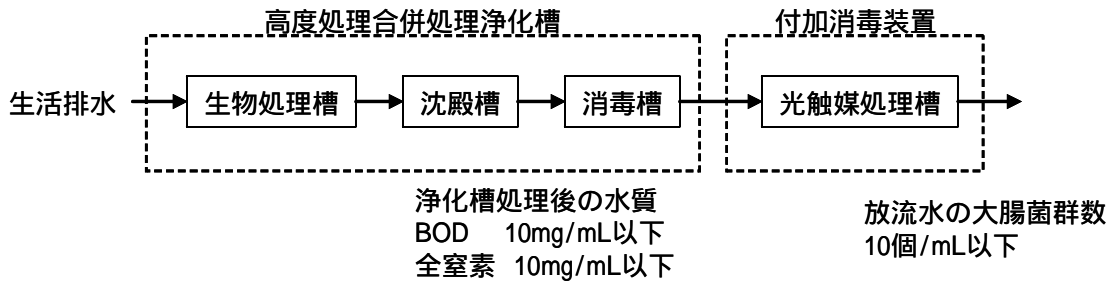 高度処理合併処理浄化槽
付加消毒装置
生活排水
生物処理槽
沈殿槽
消毒槽
光触媒処理槽
浄化槽処理後の水質
BOD 10mg/mL以下
全窒素 10mg/mL以下
放流水の大腸菌群数
10個/mL以下